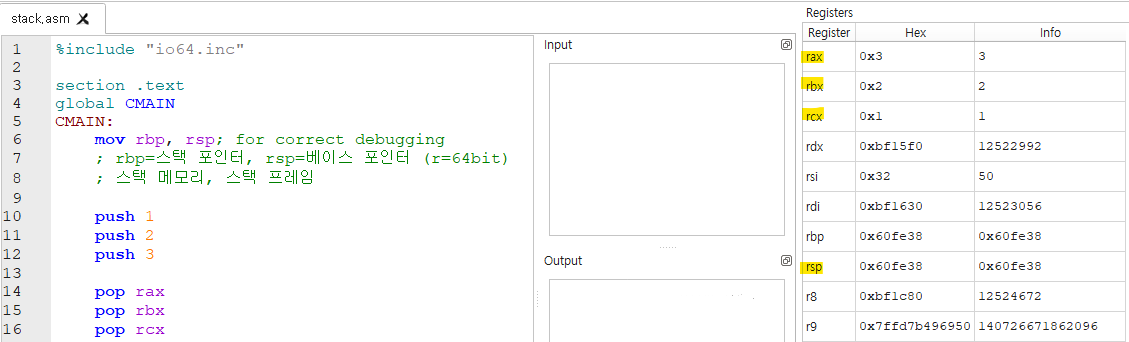 stack.asm X
1 %include "io64.inc"
2
3 section .text
4 global CMAIN
5 CMAIN:
6 mov rbp, rsp; for correct debugging
7 ; rbp=스택 포인터, rsp=베이스 포인터 (r=64bit)
8 ; 스택 메모리, 스택 프레임
9
10 push 1
11 push 2
12 push 3
13
14 pop rax
15 pop rbx
16 pop rcx
Input
Output
Registers
Register Hex Info
rax 0x3 3
rbx 0x2 2
rcx 0x1 1
rdx 0xbf15f0 12522992
rsi 0x32 50
rdi 0xbf1630 12523056
rbp 0x60fe38 0x60fe38
rsp 0x60fe38 0x60fe38
r8 0xbf1c80 12524672
r9 0x7ffd7b496950 140726671862096